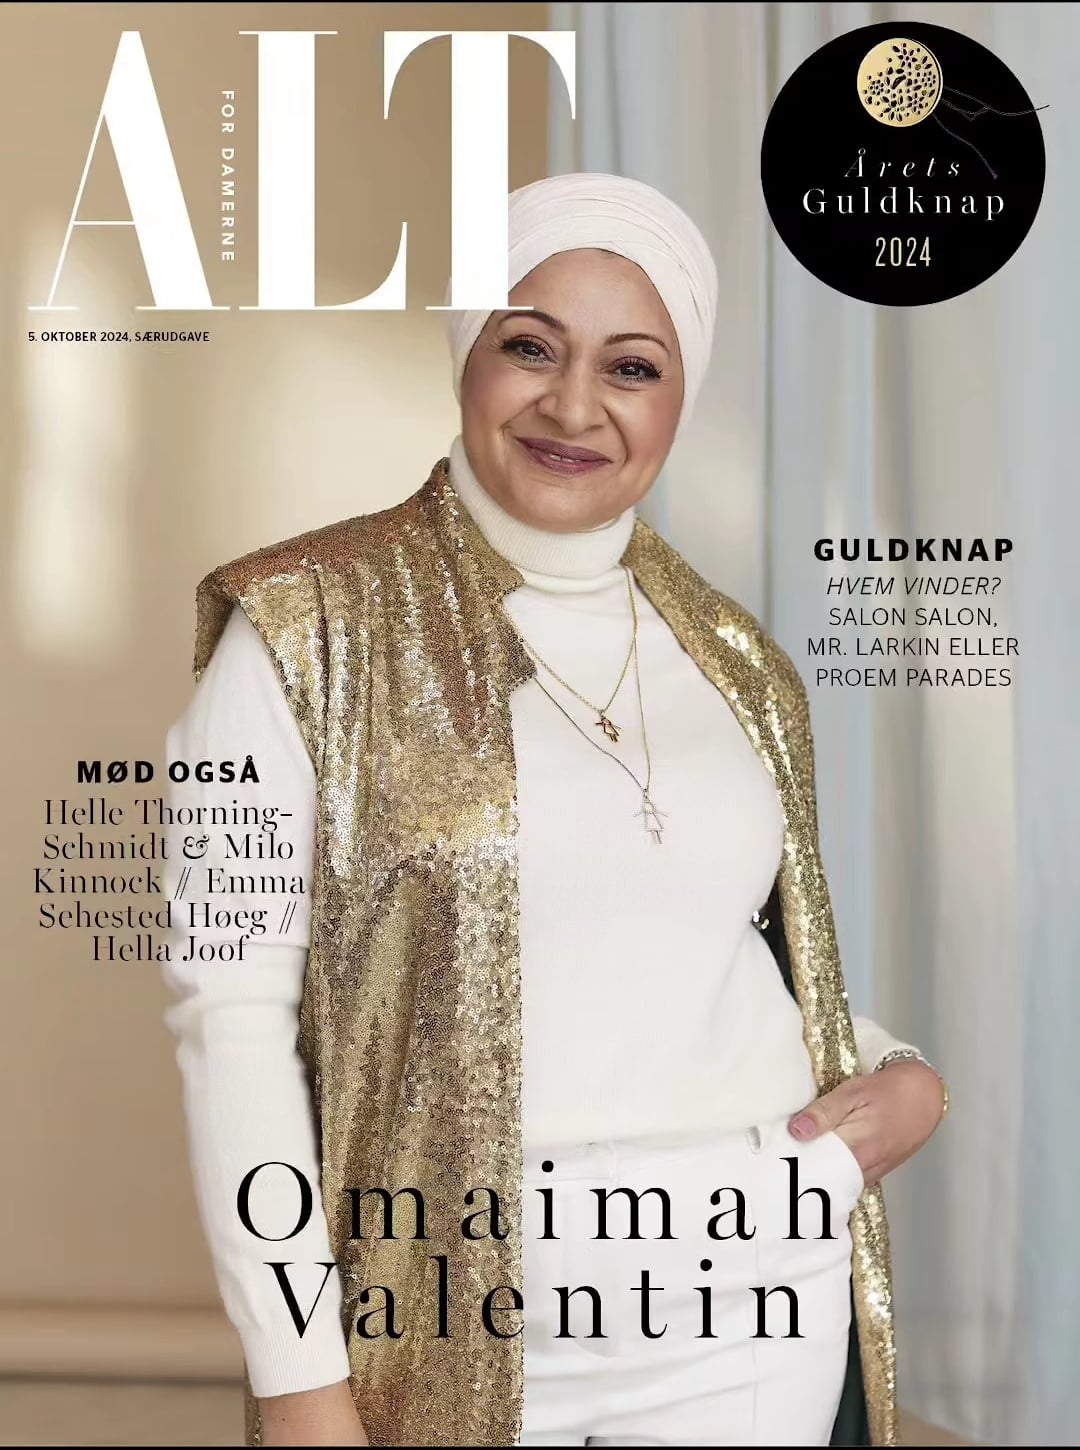 ALT
FOR DAMERNE
5. OKTOBER 2024, SÆRUDGAVE
Årets
Guldknap
2024
GULDKNAP
HVEM VINDER?
SALON SALON,
MR. LARKIN ELLER
PROEM PARADES
MØD OGSÅ
Helle Thorning-
Schmidt & Milo
Kinnock // Emma
Sehested Høeg //
Hella Joof
Omaimah
Valentin